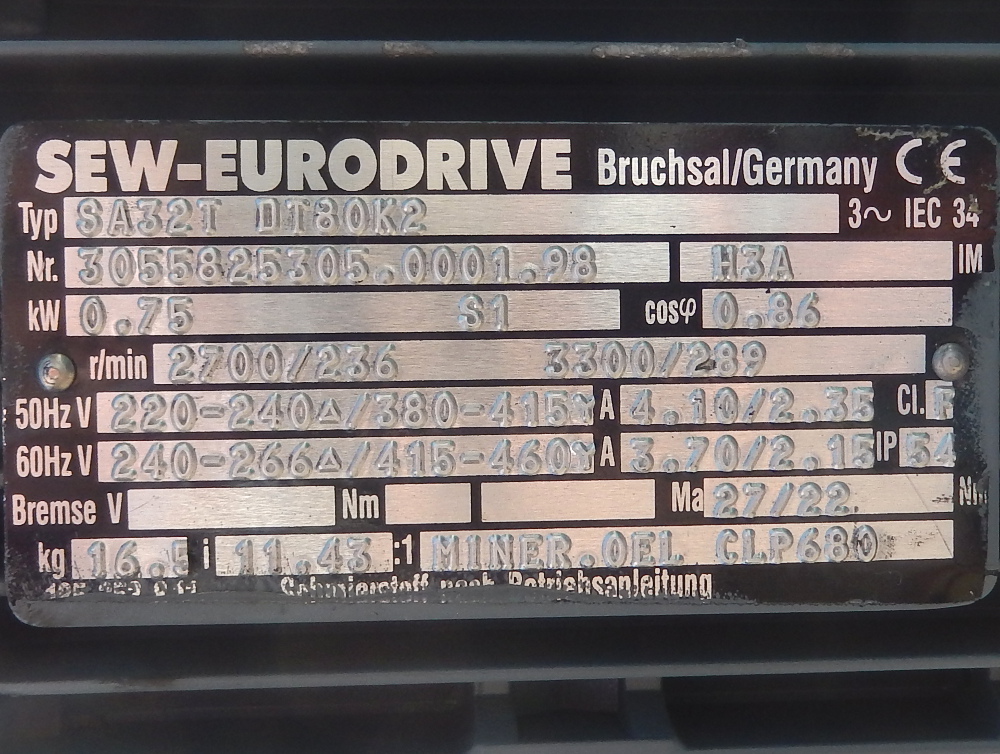 SEW-EURODRIVE Bruchsal/Germany CE
Typ SA32T DT80K2 3~ IEC 34
Nr. 3055825305.0001.98 H3A IM
kW 0.75 S1 cosφ 0.86
r/min 2700/236 3300/289
50Hz V 220-240△/380-415Y A 4.10/2.35 Cl. F
60Hz V 240-266△/415-460Y A 3.70/2.15 IP 54
Bremse V Nm Ma 27/22 Nm
kg 16.5 i 11.43 :1 MINER.OEL CLP680
Schmierstoff nach Betriebsanleitung